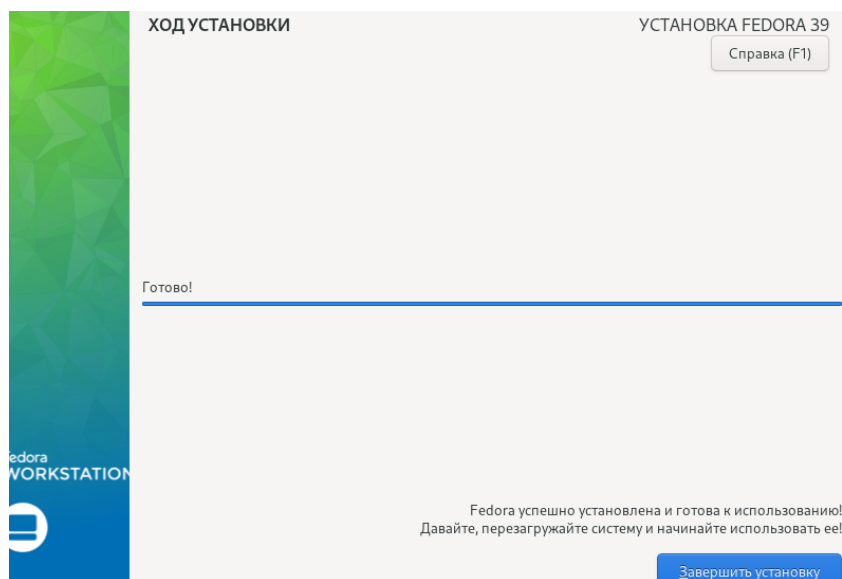 ХОД УСТАНОВКИ
УСТАНОВКА FEDORA 39
Справка (F1)
Готово!
edora
WORKSTATION
Fedora успешно установлена и готова к использованию!
Давайте, перезагружайте систему и начинайте использовать ее!
Завершить установку